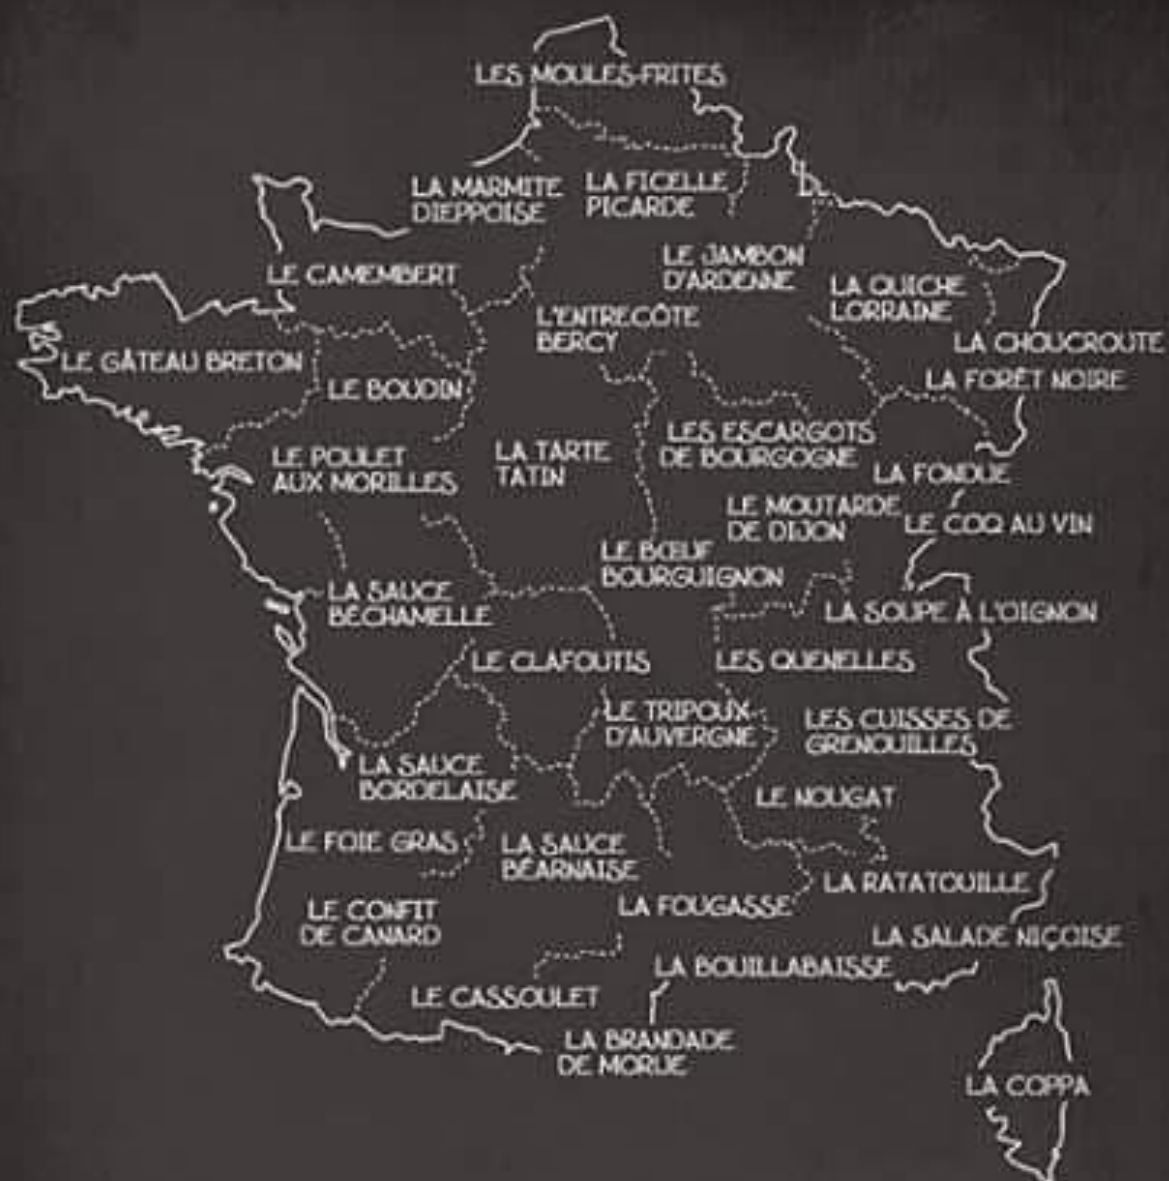 LES MOULES-FRITES
LA MARMITE
DIEPPOISE
LA FICELLE
PICARDE
LE JAMBON
D'ARDENNE
LE CAMEMBERT
LA QUICHE
LORRAINE
L'ENTRECÔTE
BERCY
LA CHOUCROUTE
LE GÂTEAU BRETON
LE BOUDIN
LA FORÊT NOIRE
LES ESCARGOTS
DE BOURGOGNE
LE POULET
AUX MORILLES
LA TARTE
TATIN
LA FONDUE
LE MOUTARDE
DE DIJON
LE COQ AU VIN
LE BŒUF
BOURGUIGNON
LA SAUCE
BÉCHAMELLE
LA SOUPE À L'OIGNON
LE CLAFOUTIS
LES QUENELLES
LE TRIPOUX
D'AUVERGNE
LES CUISSES DE
GRENOUILLES
LA SAUCE
BORDELAISE
LE NOUGAT
LE FOIE GRAS
LA SAUCE
BÉARNAISE
LA RATATOUILLE
LE CONFIT
DE CANARD
LA FOUGASSE
LA SALADE NIÇOISE
LA BOUILLABAISSE
LE CASSOULET
LA BRANDADE
DE MORUE
LA COPPA